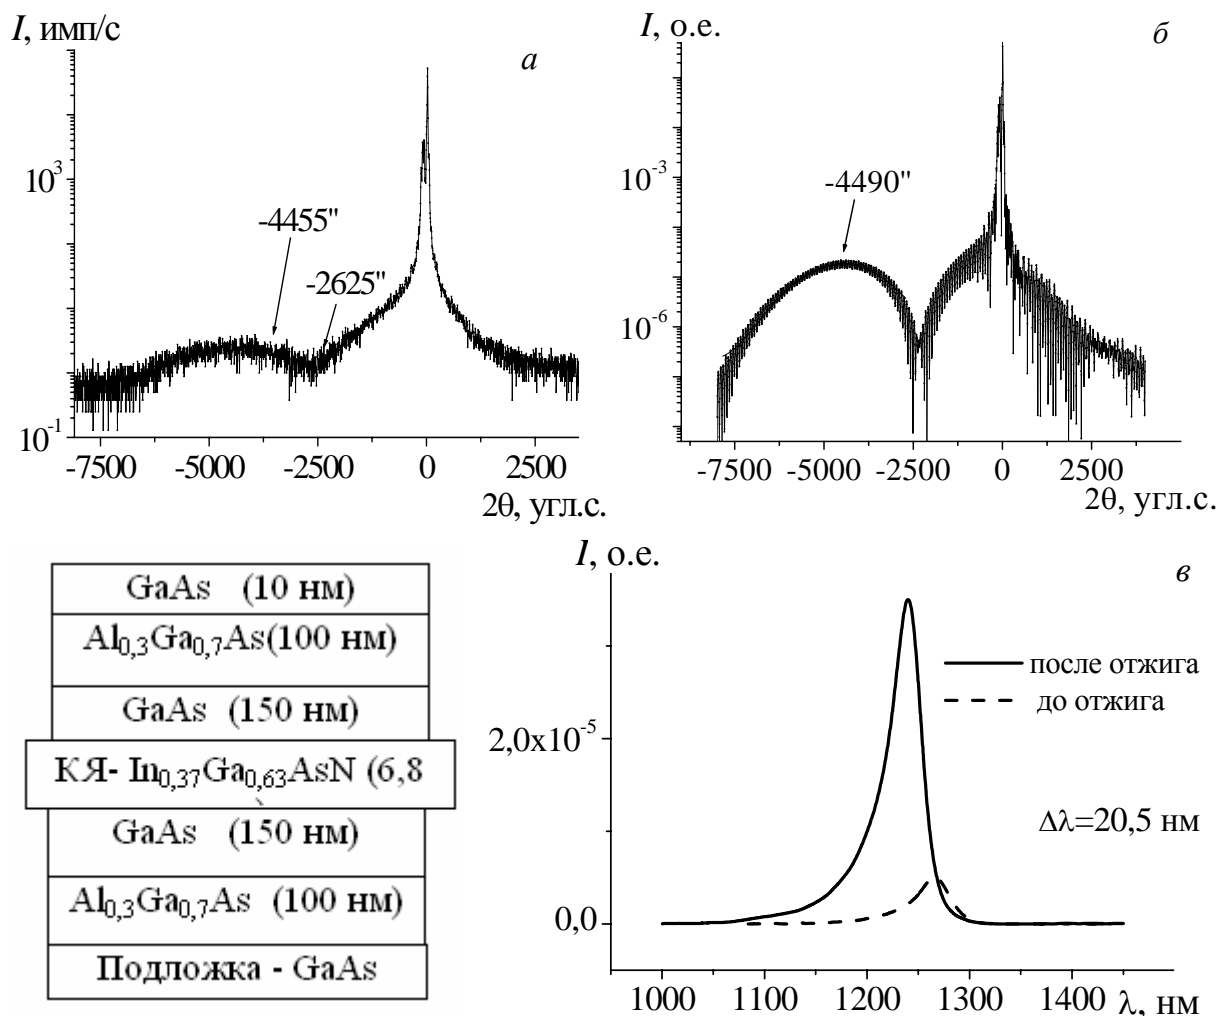 I, имп/с
а
10³
-4455"
-2625"
10⁻¹
-7500 -5000 -2500 0 2500
2θ, угл.с.
I, о.е.
б
10⁻³
-4490"
10⁻⁶
-7500 -5000 -2500 0 2500
2θ, угл.с.
GaAs (10 нм)
Al₀,₃Ga₀,₇As(100 нм)
GaAs (150 нм)
КЯ- In₀,₃₇Ga₀,₆₃AsN (6,8
GaAs (150 нм)
Al₀,₃Ga₀,₇As (100 нм)
Подложка - GaAs
I, о.е.
в
после отжига
до отжига
2,0x10⁻⁵
Δλ=20,5 нм
0,0
1000 1100 1200 1300 1400 λ, нм